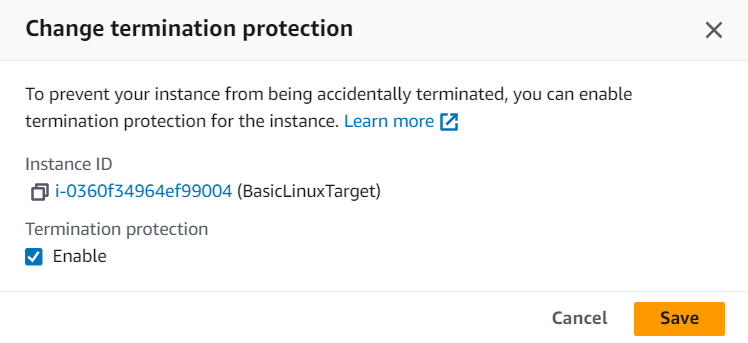 Change termination protection
To prevent your instance from being accidentally terminated, you can enable
termination protection for the instance. Learn more
Instance ID
i-0360f34964ef99004 (BasicLinuxTarget)
Termination protection
Enable
Cancel Save